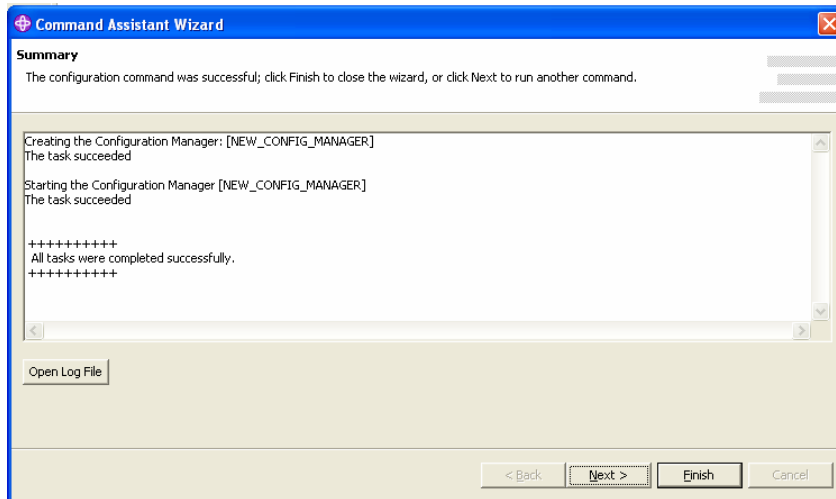 Command Assistant Wizard
Summary
The configuration command was successful; click Finish to close the wizard, or click Next to run another command.
Creating the Configuration Manager: [NEW_CONFIG_MANAGER]
The task succeeded
Starting the Configuration Manager [NEW_CONFIG_MANAGER]
The task succeeded
++++++++++
All tasks were completed successfully.
++++++++++
Open Log File
< Back Next > Finish Cancel